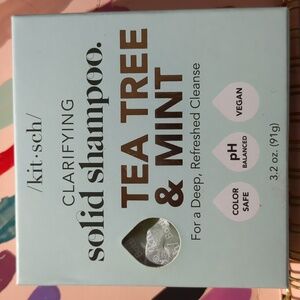 /kit·sch/
CLARIFYING
solid shampoo.
TEA TREE
& MINT
For a Deep, Refreshed Cleanse
COLOR
SAFE
pH
BALANCED
VEGAN
3.2 oz. (91g)